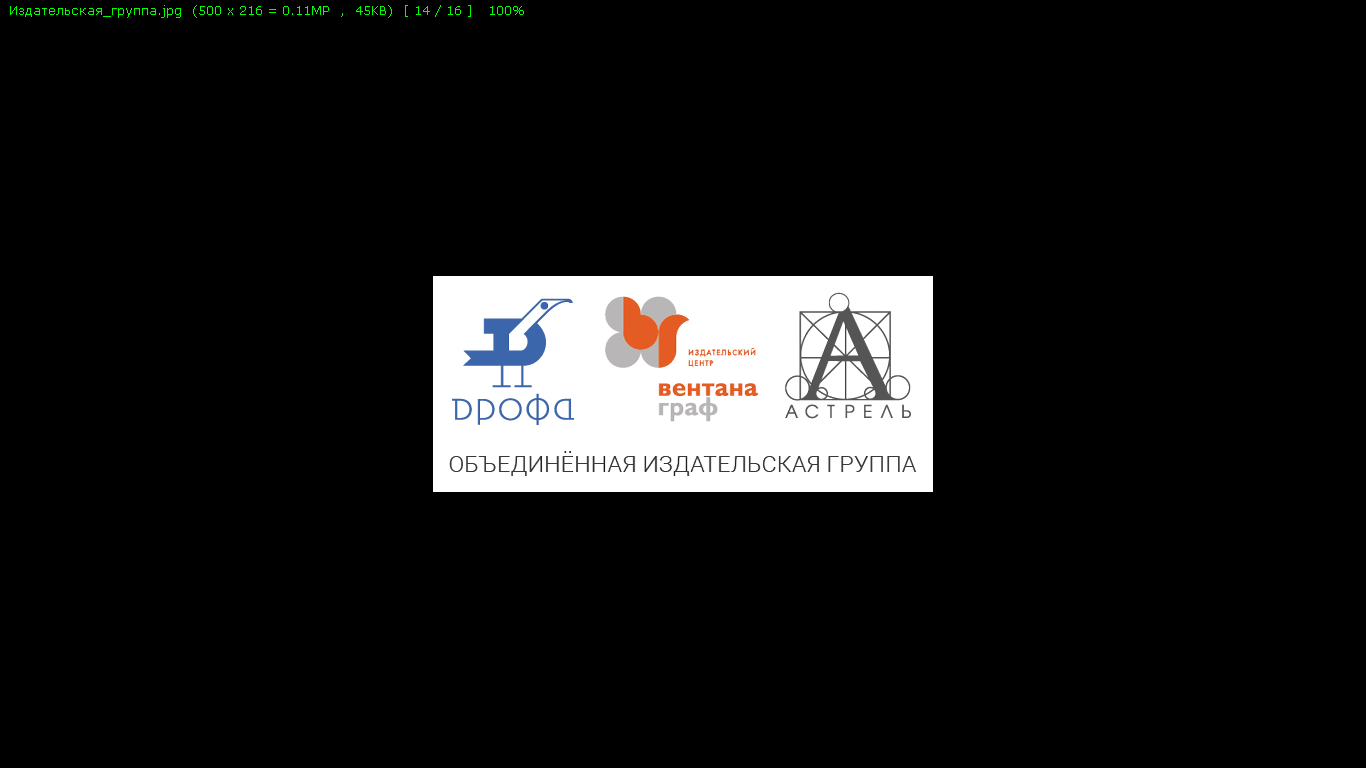 Издательская_группа.jpg (500 x 216 = 0.11MP , 45KB) [ 14 / 16 ] 100%
ДРОФА
ИЗДАТЕЛЬСКИЙ
ЦЕНТР
вентана
граф
А
АСТРЕЛЬ
ОБЪЕДИНЁННАЯ ИЗДАТЕЛЬСКАЯ ГРУППА